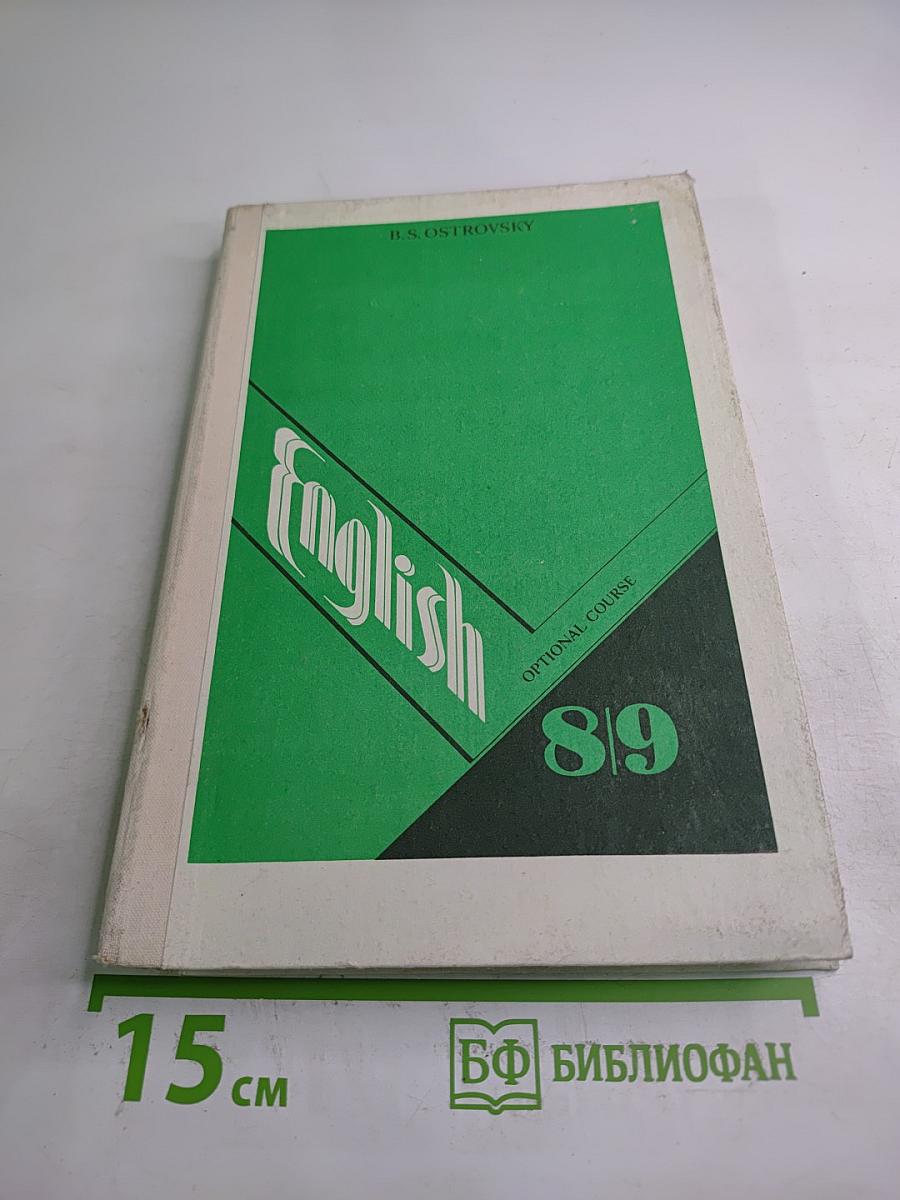 B. S. OSTROVSKY
English
OPTIONAL COURSE
8|9
15 см
БФ БИБЛИОФАН